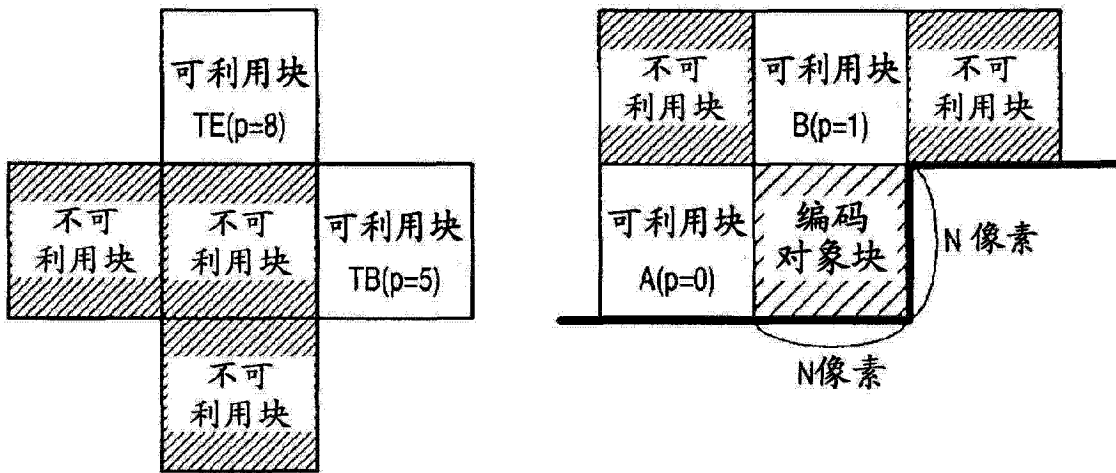 可利用块
TE(p=8)
不可
利用块
不可
利用块
可利用块
TB(p=5)
不可
利用块
不可
利用块
可利用块
B(p=1)
不可
利用块
可利用块
A(p=0)
编码
对象块
N 像素
N像素